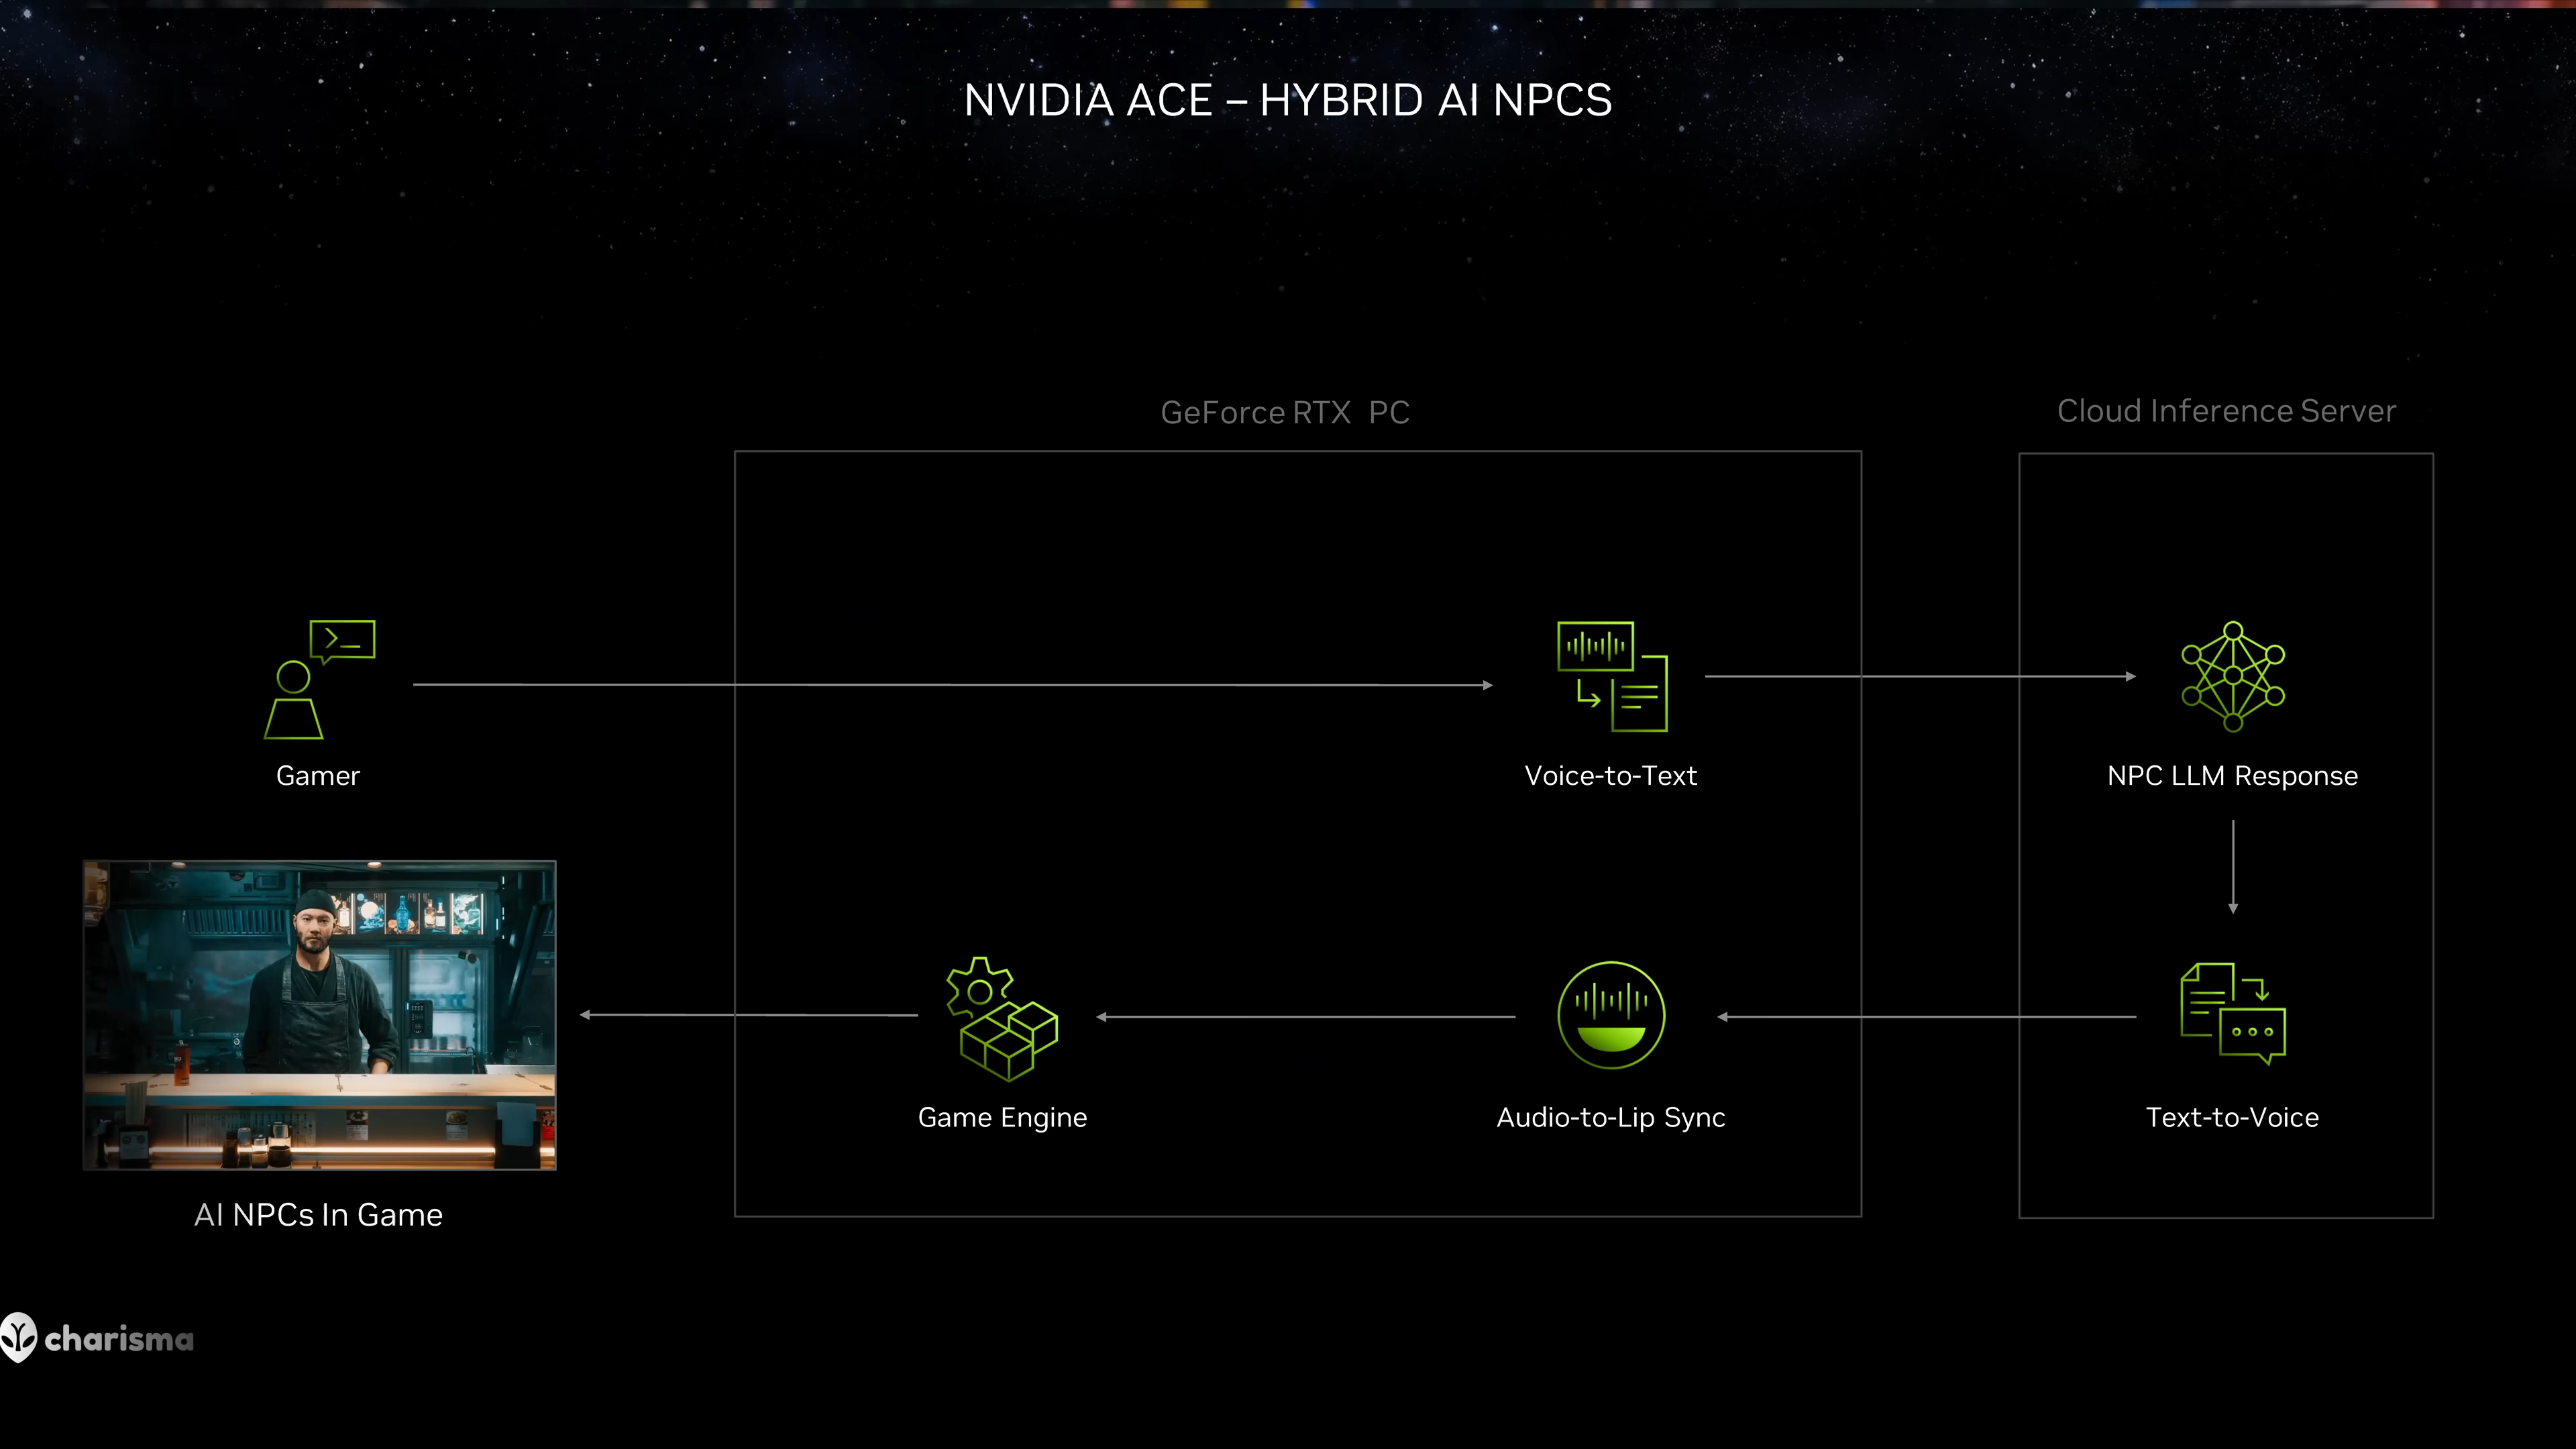 NVIDIA ACE – HYBRID AI NPCS
GeForce RTX PC
Cloud Inference Server
Gamer
Voice-to-Text
NPC LLM Response
Game Engine
Audio-to-Lip Sync
Text-to-Voice
AI NPCs In Game
charisma